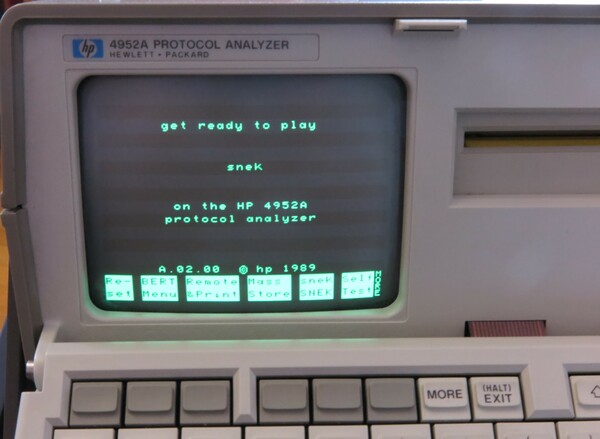 hp
4952A PROTOCOL ANALYZER
HEWLETT • PACKARD
get ready to play
snek
on the HP 4952A
protocol analyzer
A.02.00 @ hp 1989
Re- BERT Remote Mass snek Self
set Menu &Print Store SNEK Test
MORE
MORE
(HALT)
EXIT